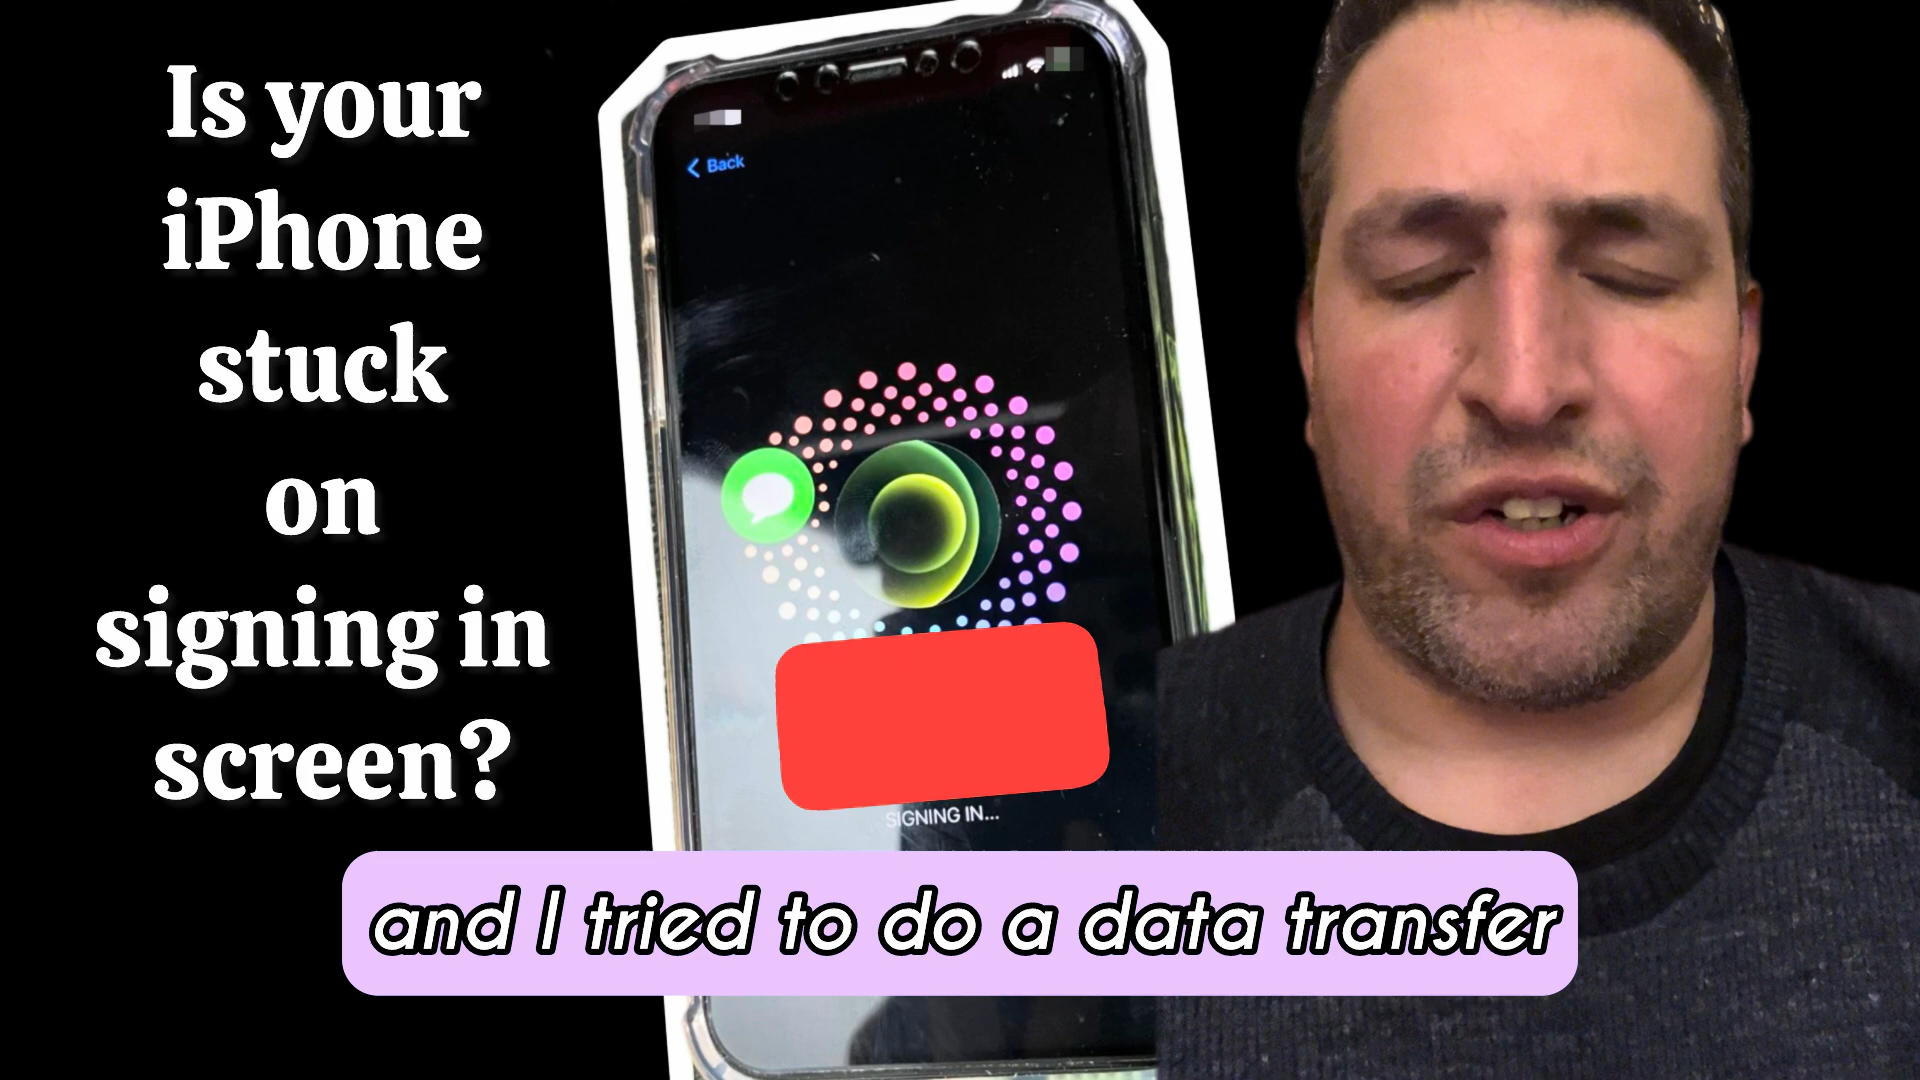 Is your
iPhone
stuck
on
signing in
screen?
Back
SIGNING IN...
and I tried to do a data transfer